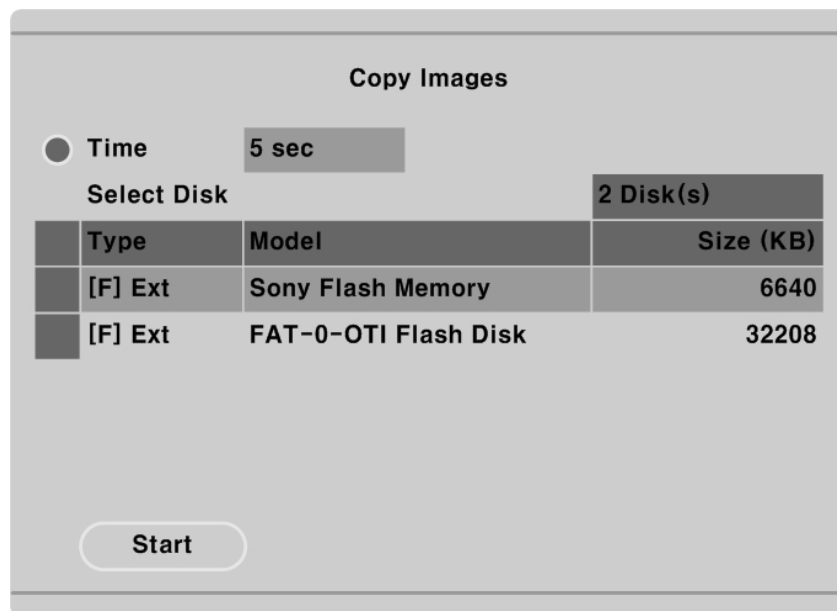 Copy Images
Time 5 sec
Select Disk 2 Disk(s)
Type Model Size (KB)
[F] Ext Sony Flash Memory 6640
[F] Ext FAT-0-OTI Flash Disk 32208
Start